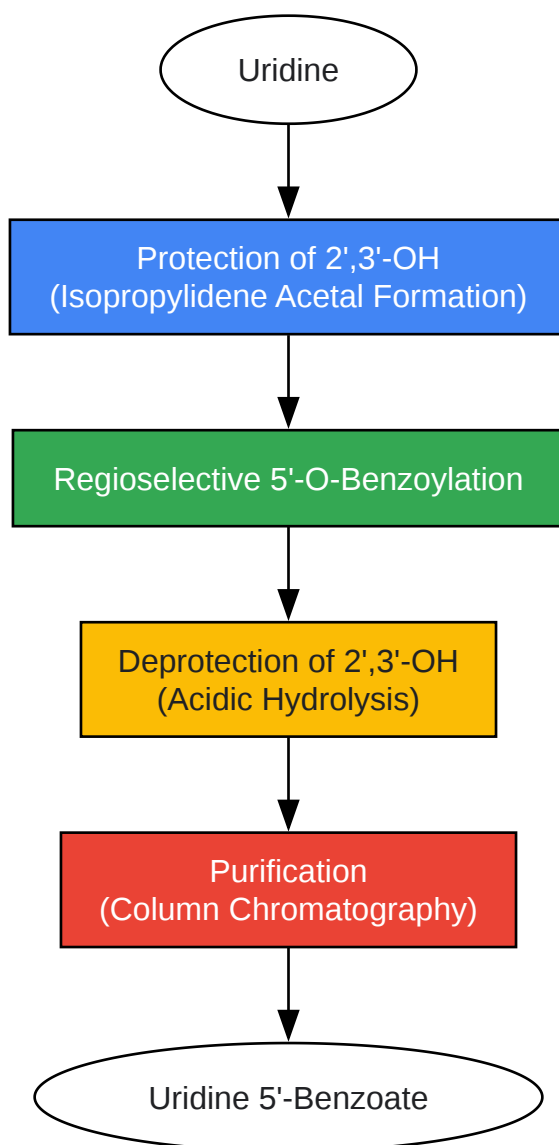 Uridine
Protection of 2',3'-OH
(Isopropylidene Acetal Formation)
Regioselective 5'-O-Benzoylation
Deprotection of 2',3'-OH
(Acidic Hydrolysis)
Purification
(Column Chromatography)
Uridine 5'-Benzoate